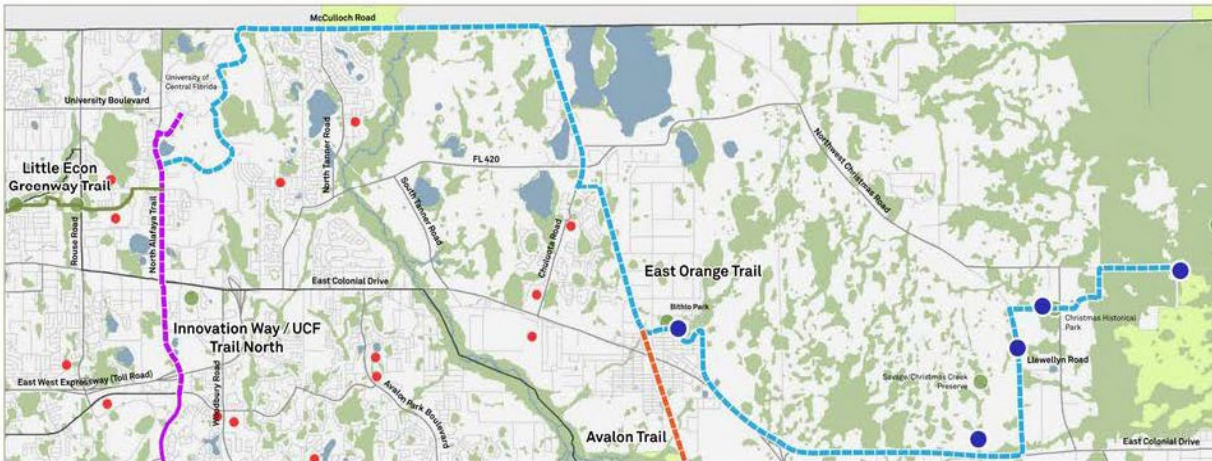 McCulloch Road
University of
Central Florida
University Boulevard
Little Econ
Greenway Trail
Rouse Road
North Alafaya Trail
North Tanner Road
South Tanner Road
FL 420
Chuluota Road
Northwest Christmas Road
East Colonial Drive
East Orange Trail
Bithlo Park
Innovation Way / UCF
Trail North
Christmas Historical
Park
Llewellyn Road
Savage/Christmas Creek
Preserve
East West Expressway (Toll Road)
Woodbury Road
Avalon Park Boulevard
Avalon Trail
East Colonial Drive